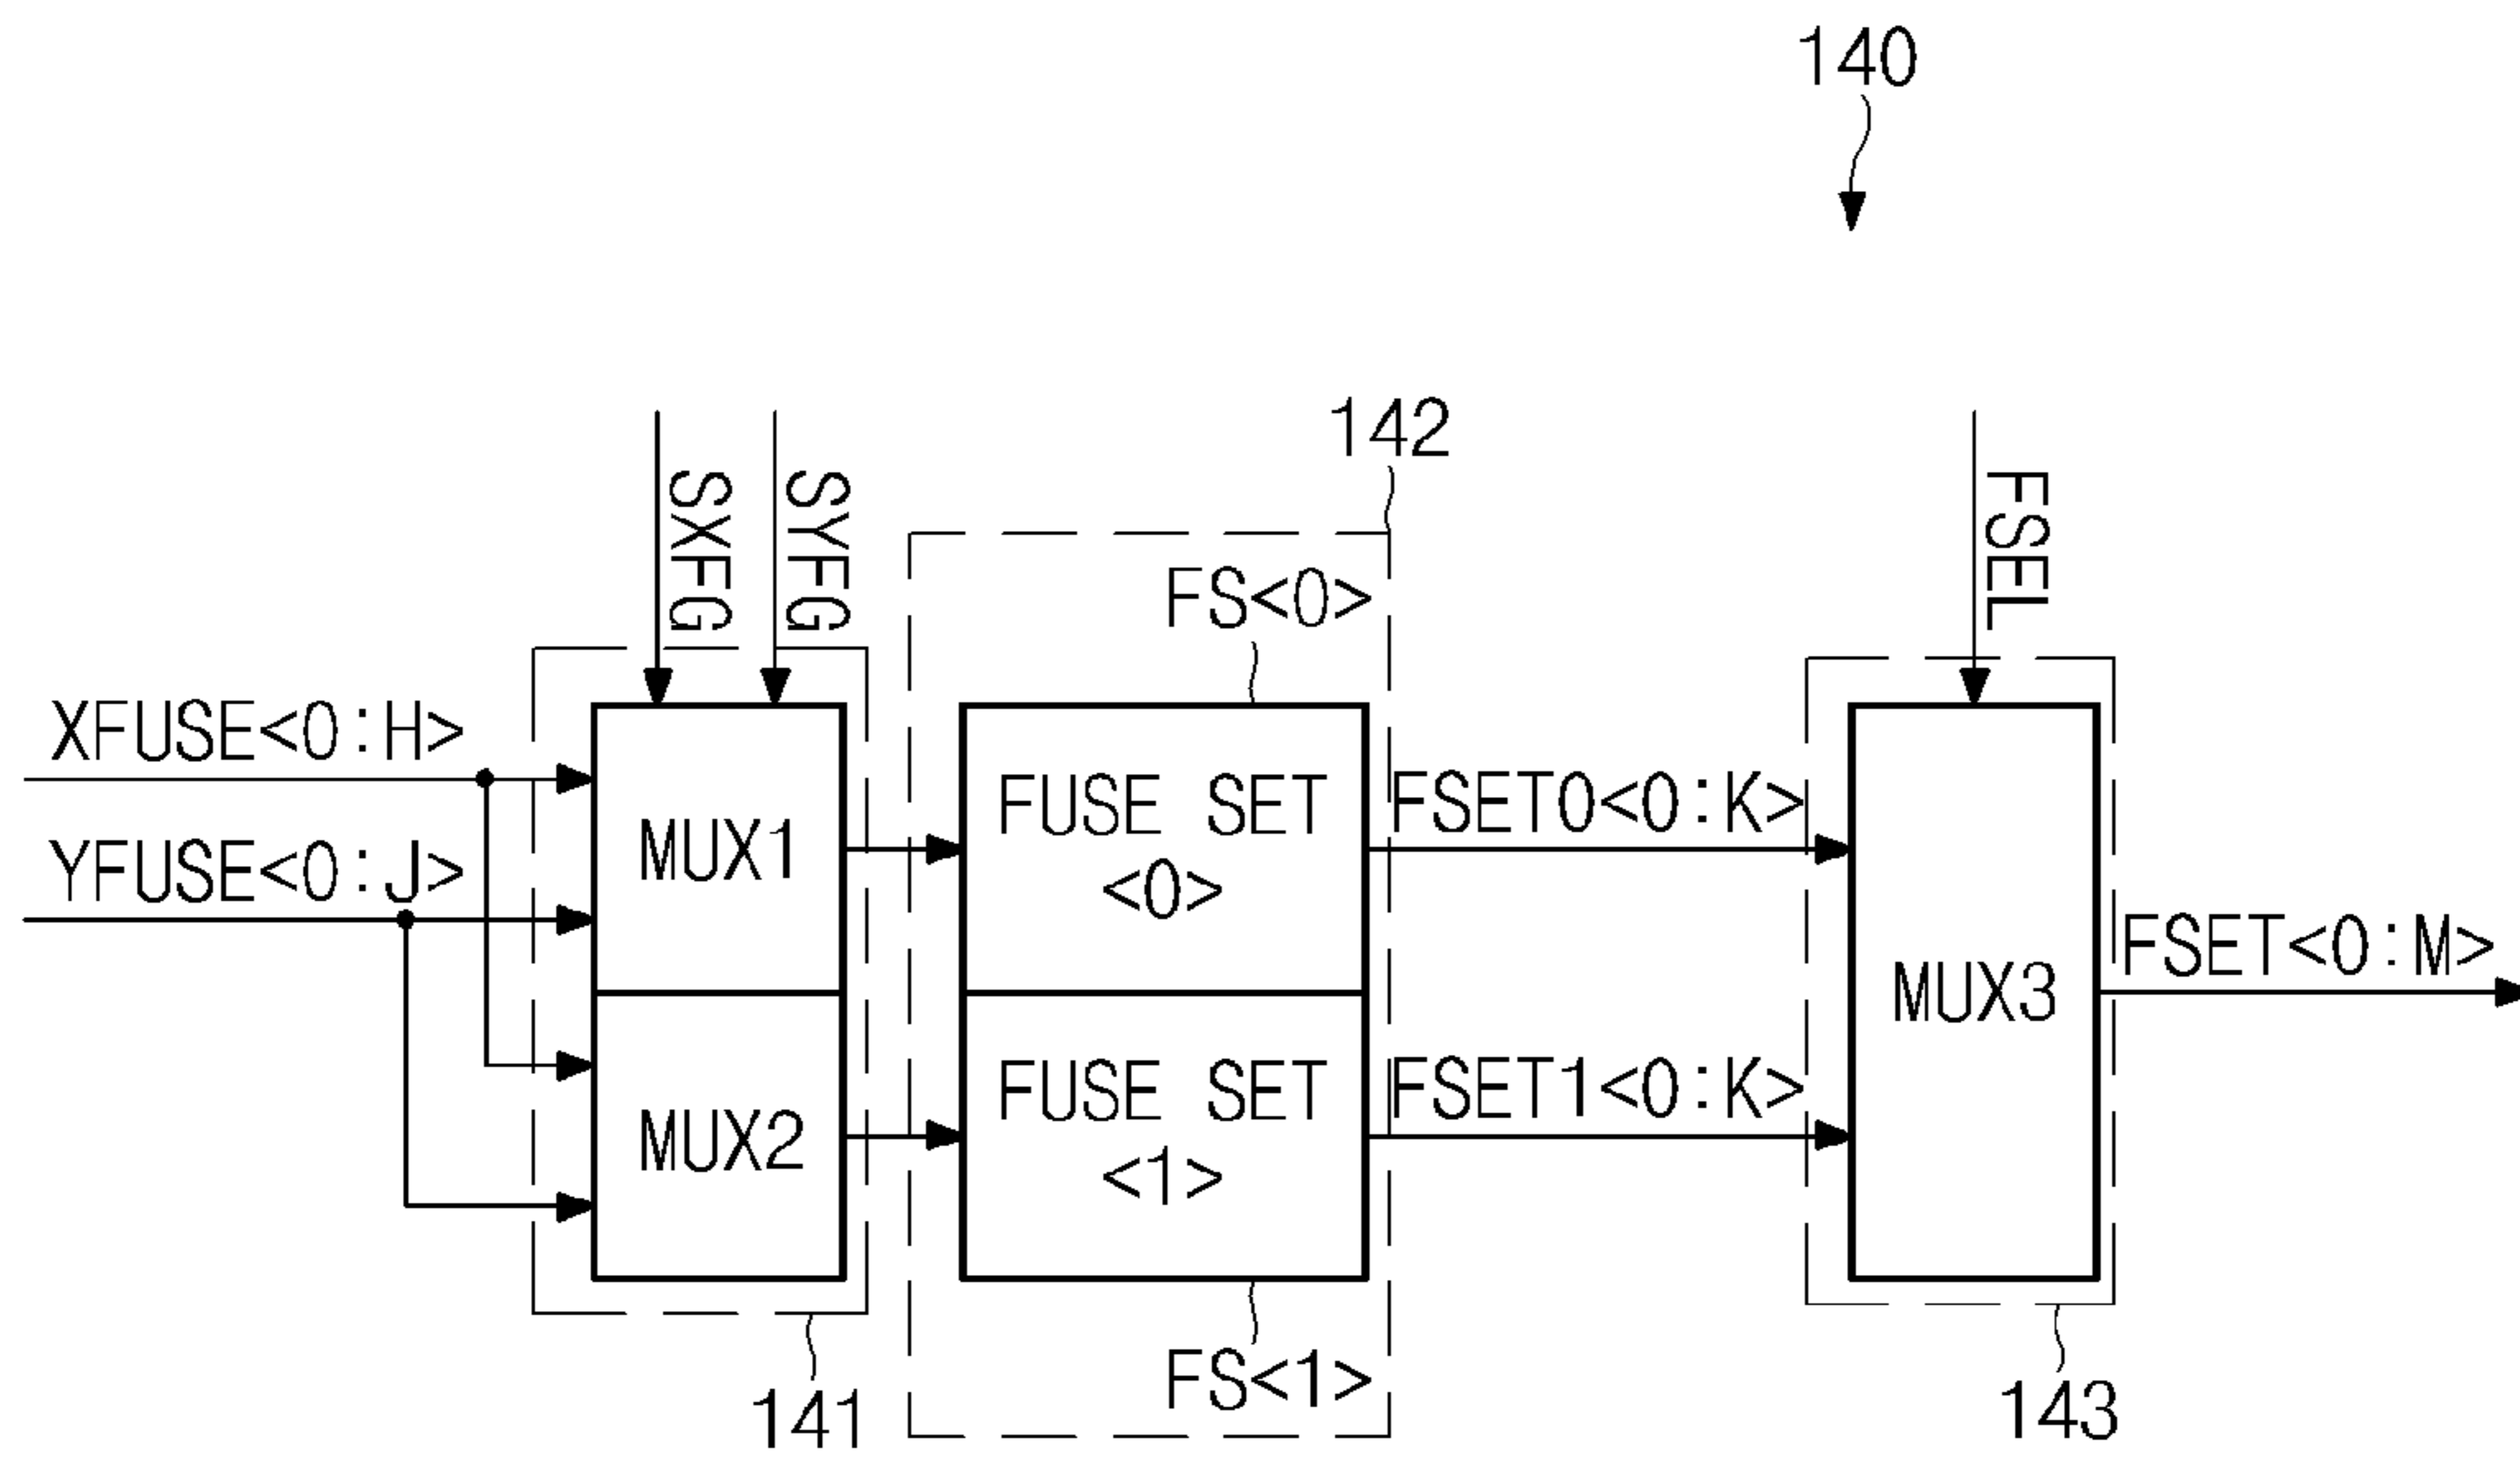 140
142
SXFG
SYFG
FSEL
FS<0>
XFUSE<0:H>
YFUSE<0:J>
MUX1
FUSE SET
<0>
FSET0<0:K>
FSET<0:M>
MUX3
MUX2
FUSE SET
<1>
FSET1<0:K>
FS<1>
141
143